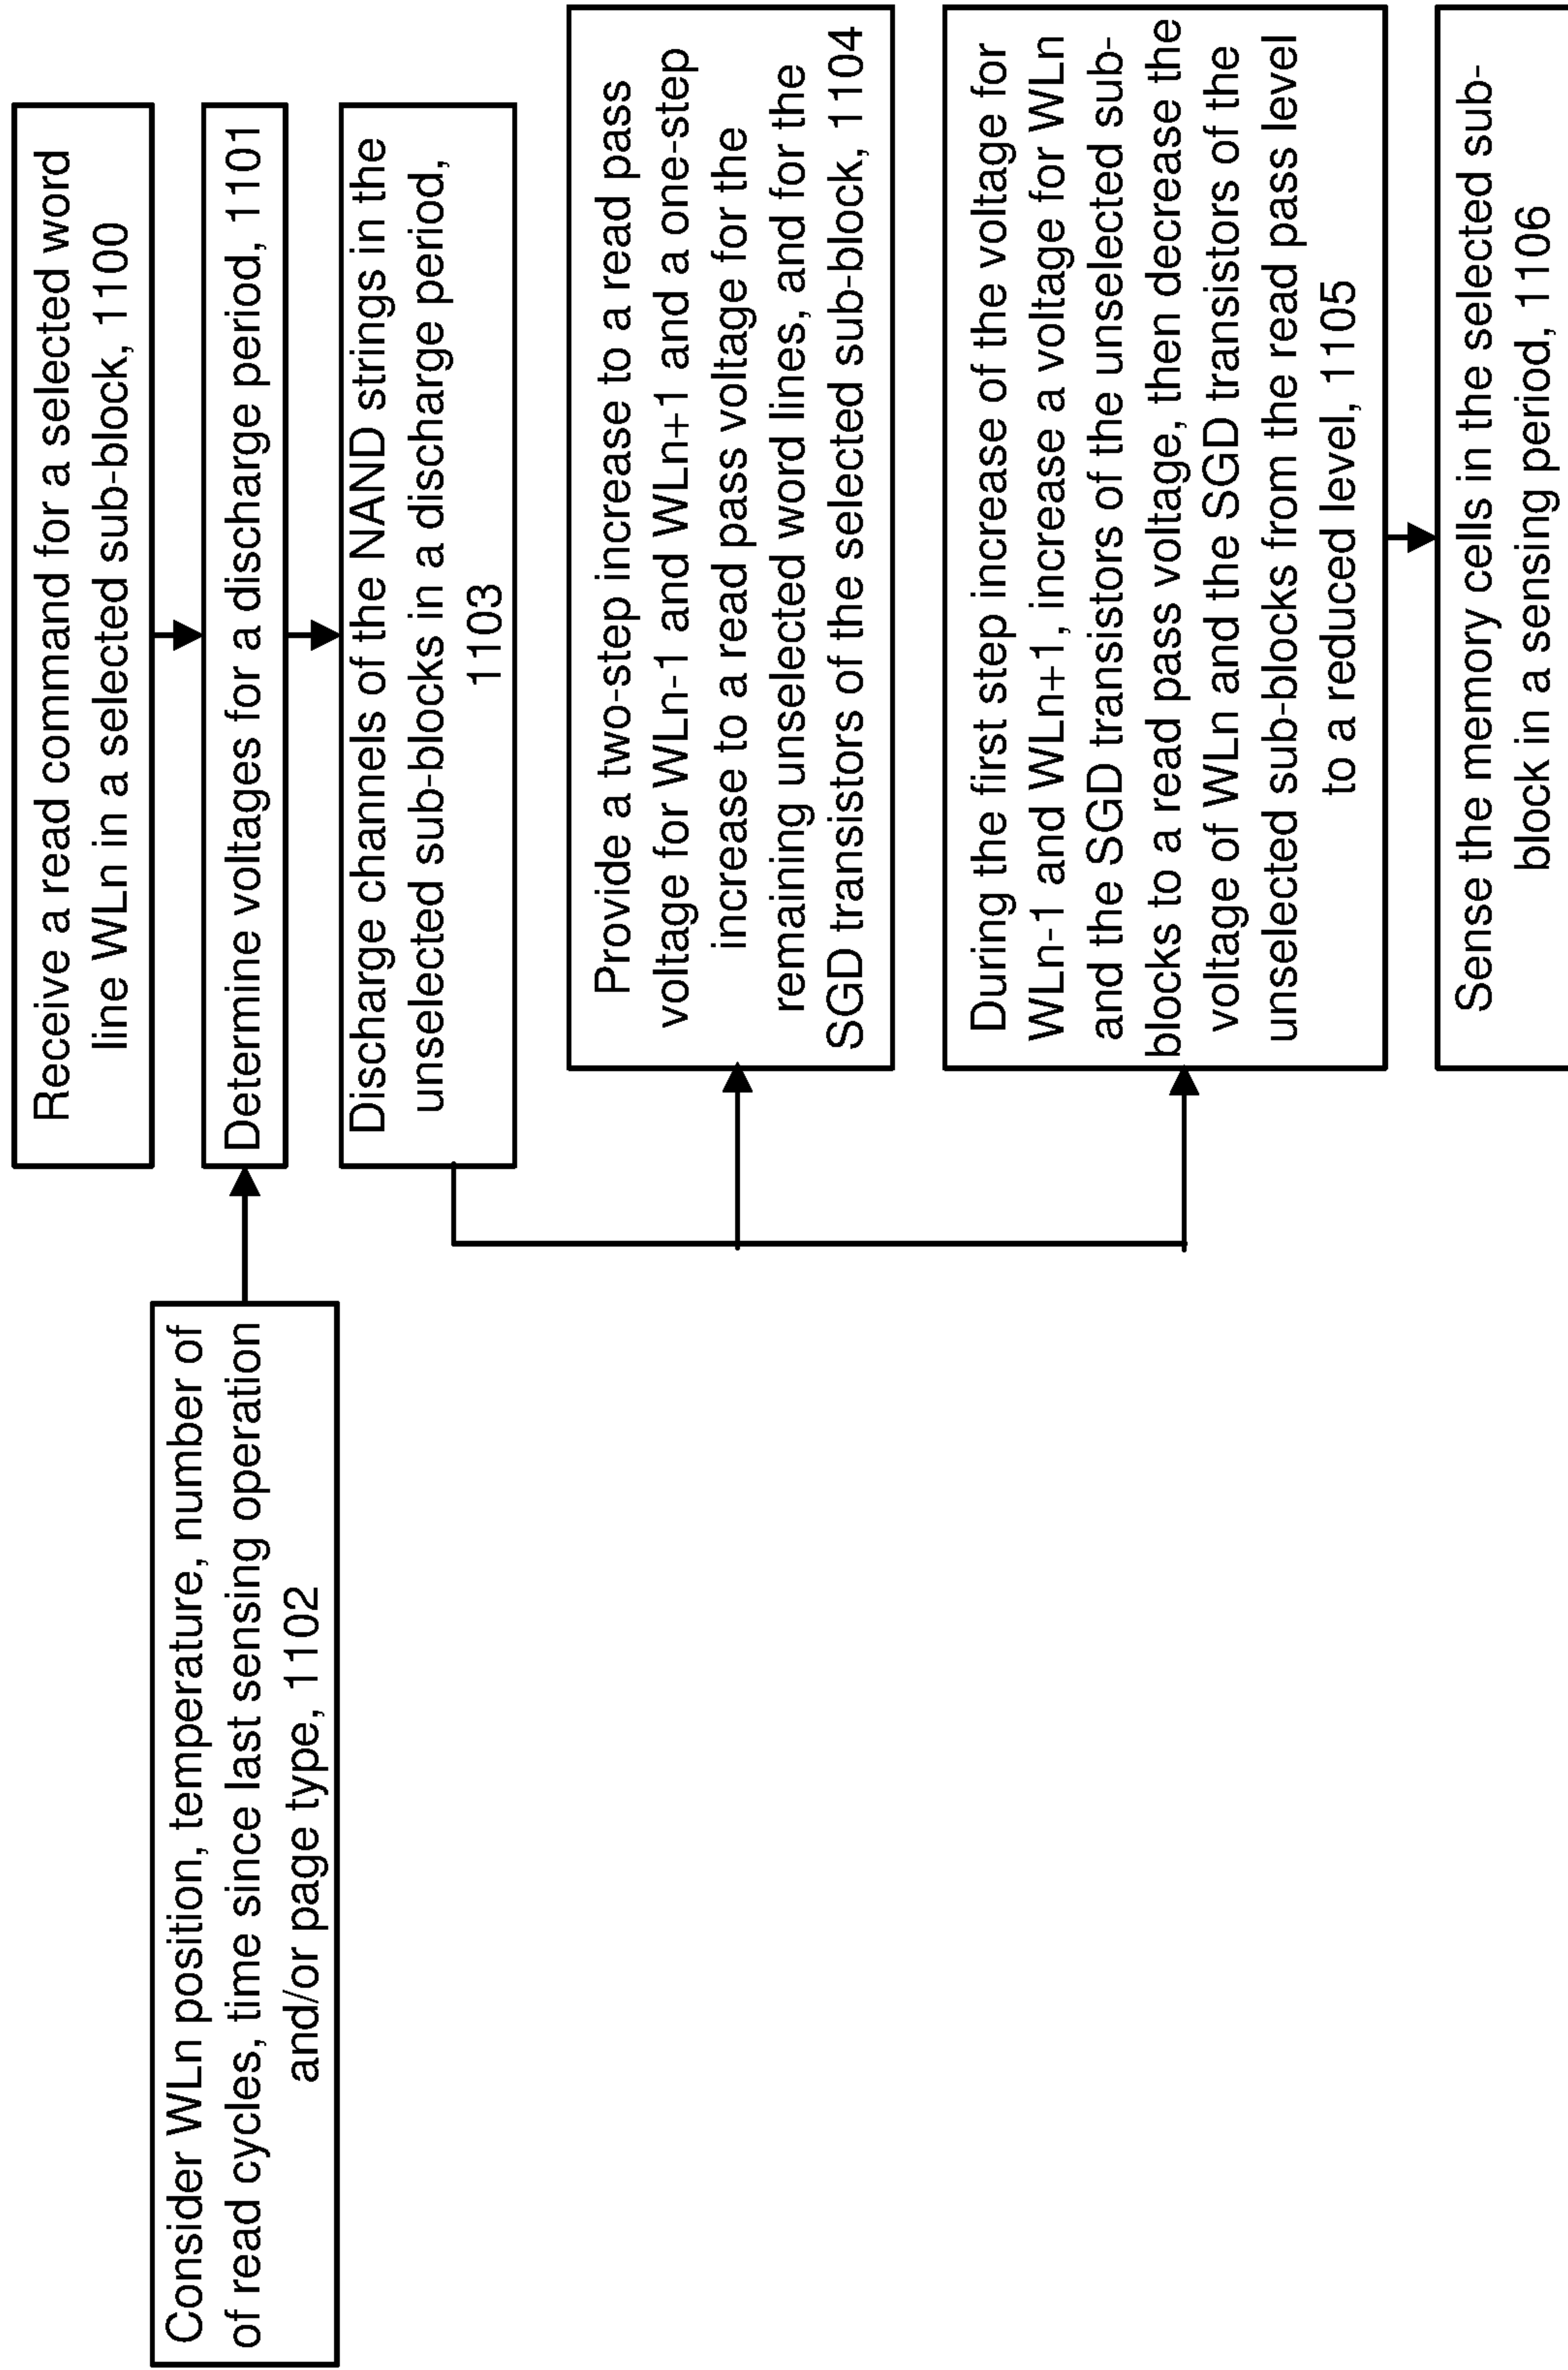 Receive a read command for a selected word
line WLn in a selected sub-block, 1100
Determine voltages for a discharge period, 1101
Consider WLn position, temperature, number of
of read cycles, time since last sensing operation
and/or page type, 1102
Discharge channels of the NAND strings in the
unselected sub-blocks in a discharge period,
1103
Provide a two-step increase to a read pass
voltage for WLn-1 and WLn+1 and a one-step
increase to a read pass voltage for the
remaining unselected word lines, and for the
SGD transistors of the selected sub-block, 1104
During the first step increase of the voltage for
WLn-1 and WLn+1, increase a voltage for WLn
and the SGD transistors of the unselected sub-
blocks to a read pass voltage, then decrease the
voltage of WLn and the SGD transistors of the
unselected sub-blocks from the read pass level
to a reduced level, 1105
Sense the memory cells in the selected sub-
block in a sensing period, 1106